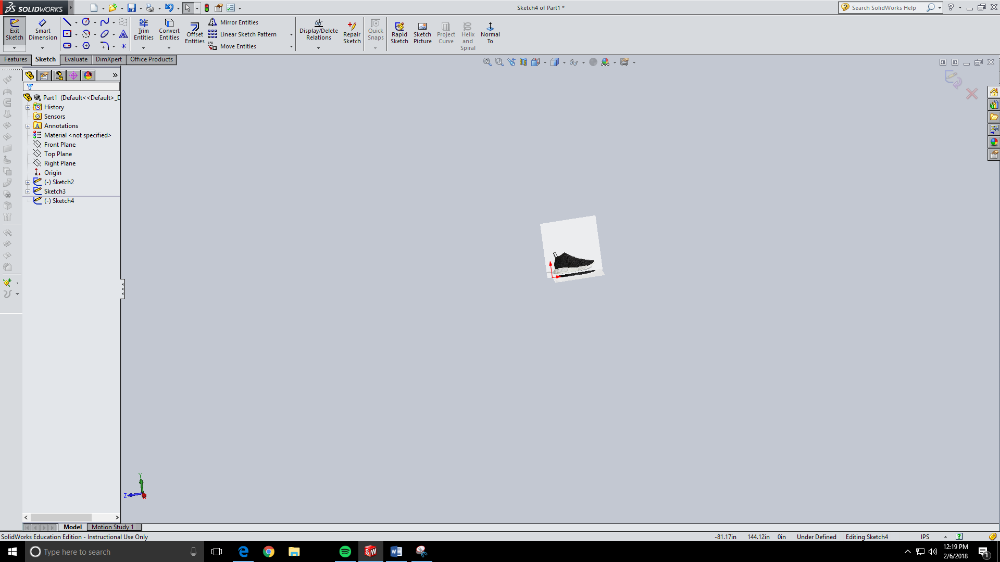 SOLIDWORKS
Sketch4 of Part1 *
Search SolidWorks Help
Exit Sketch
Smart Dimension
Trim Entities
Convert Entities
Offset Entities
Mirror Entities
Linear Sketch Pattern
Move Entities
Display/Delete Relations
Repair Sketch
Quick Snaps
Rapid Sketch
Sketch Picture
Project Curve
Helix and Spiral
Normal To
Features Sketch Evaluate DimXpert Office Products
Part1 (Default<<Default>_D
History
Sensors
Annotations
Material <not specified>
Front Plane
Top Plane
Right Plane
Origin
(-) Sketch2
Sketch3
(-) Sketch4
Y
Z
Model Motion Study 1
SolidWorks Education Edition - Instructional Use Only
-81.17in 144.12in 0in Under Defined Editing Sketch4 IPS
Type here to search
12:19 PM
2/6/2018
1